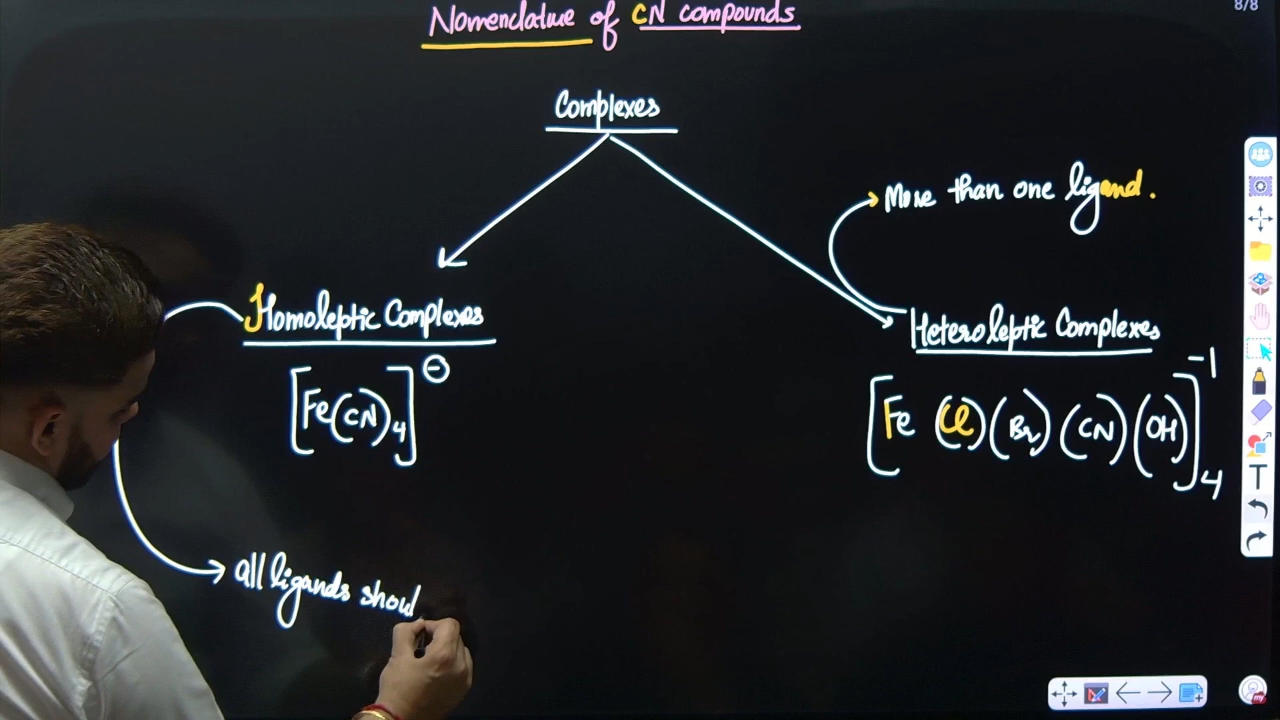 Nomenclature of CN compounds
8/8
Complexes
More than one ligand.
Homoleptic Complexes
Heteroleptic Complexes
[Fe(CN)4]⊖
[Fe (Cl)(Br)(CN)(OH)]4-1
All ligands shoul
T
my